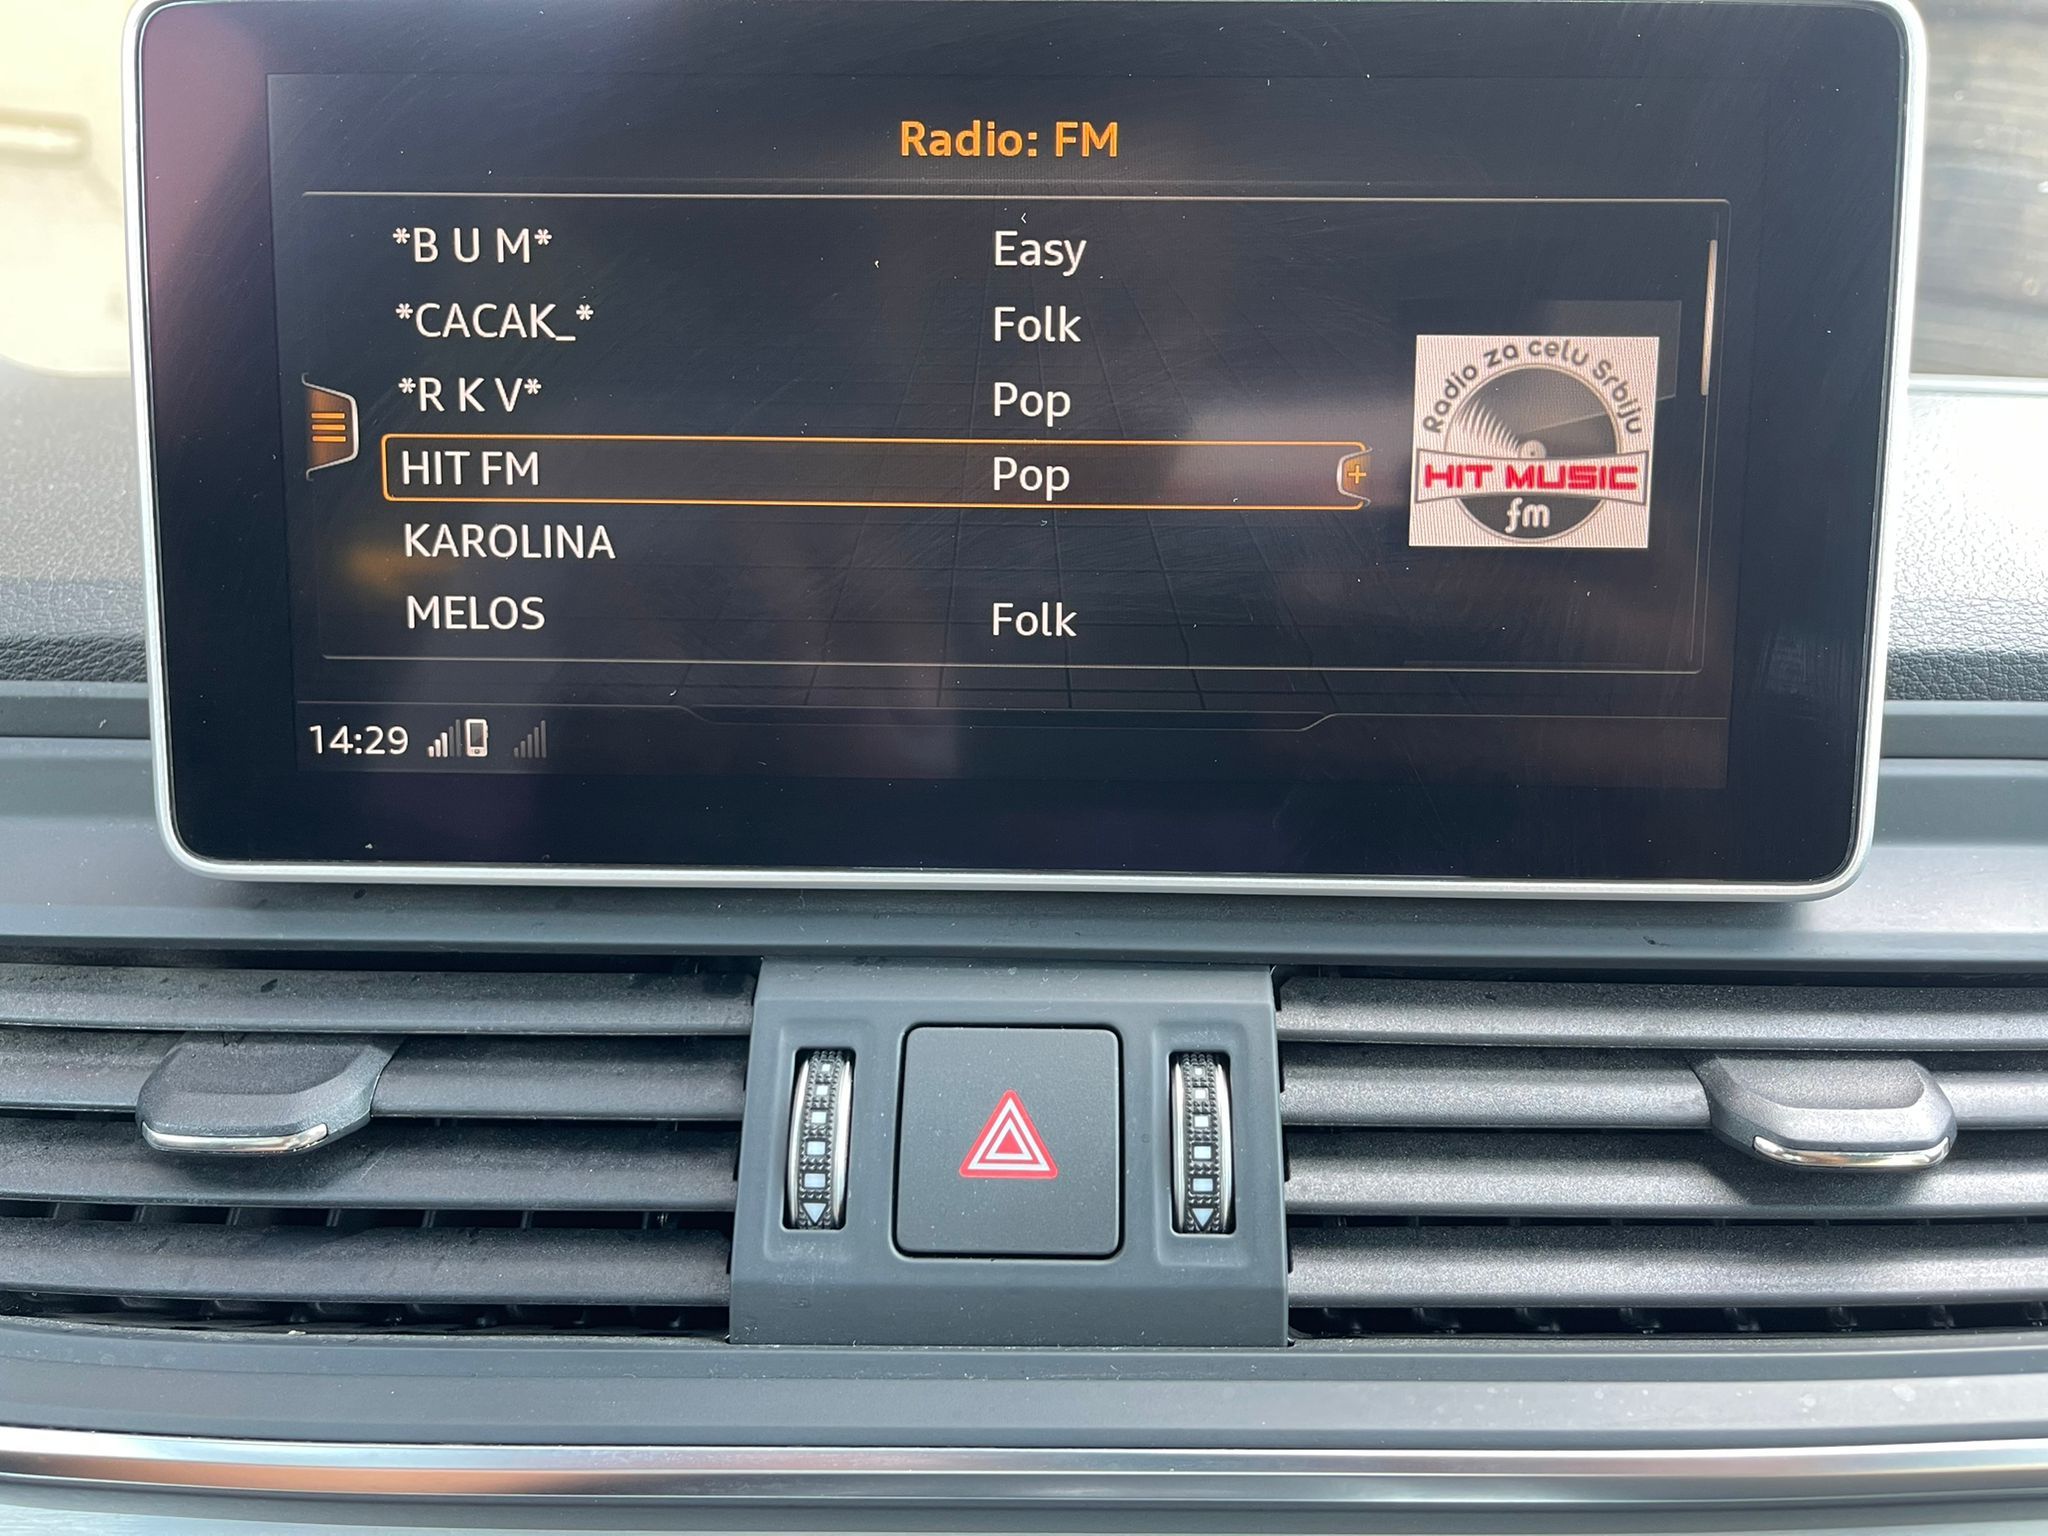 Radio: FM
*B U M* Easy
*CACAK_* Folk
*R K V* Pop
HIT FM Pop
KAROLINA
MELOS Folk
Radio za celu Srbiju
HIT MUSIC
fm
14:29